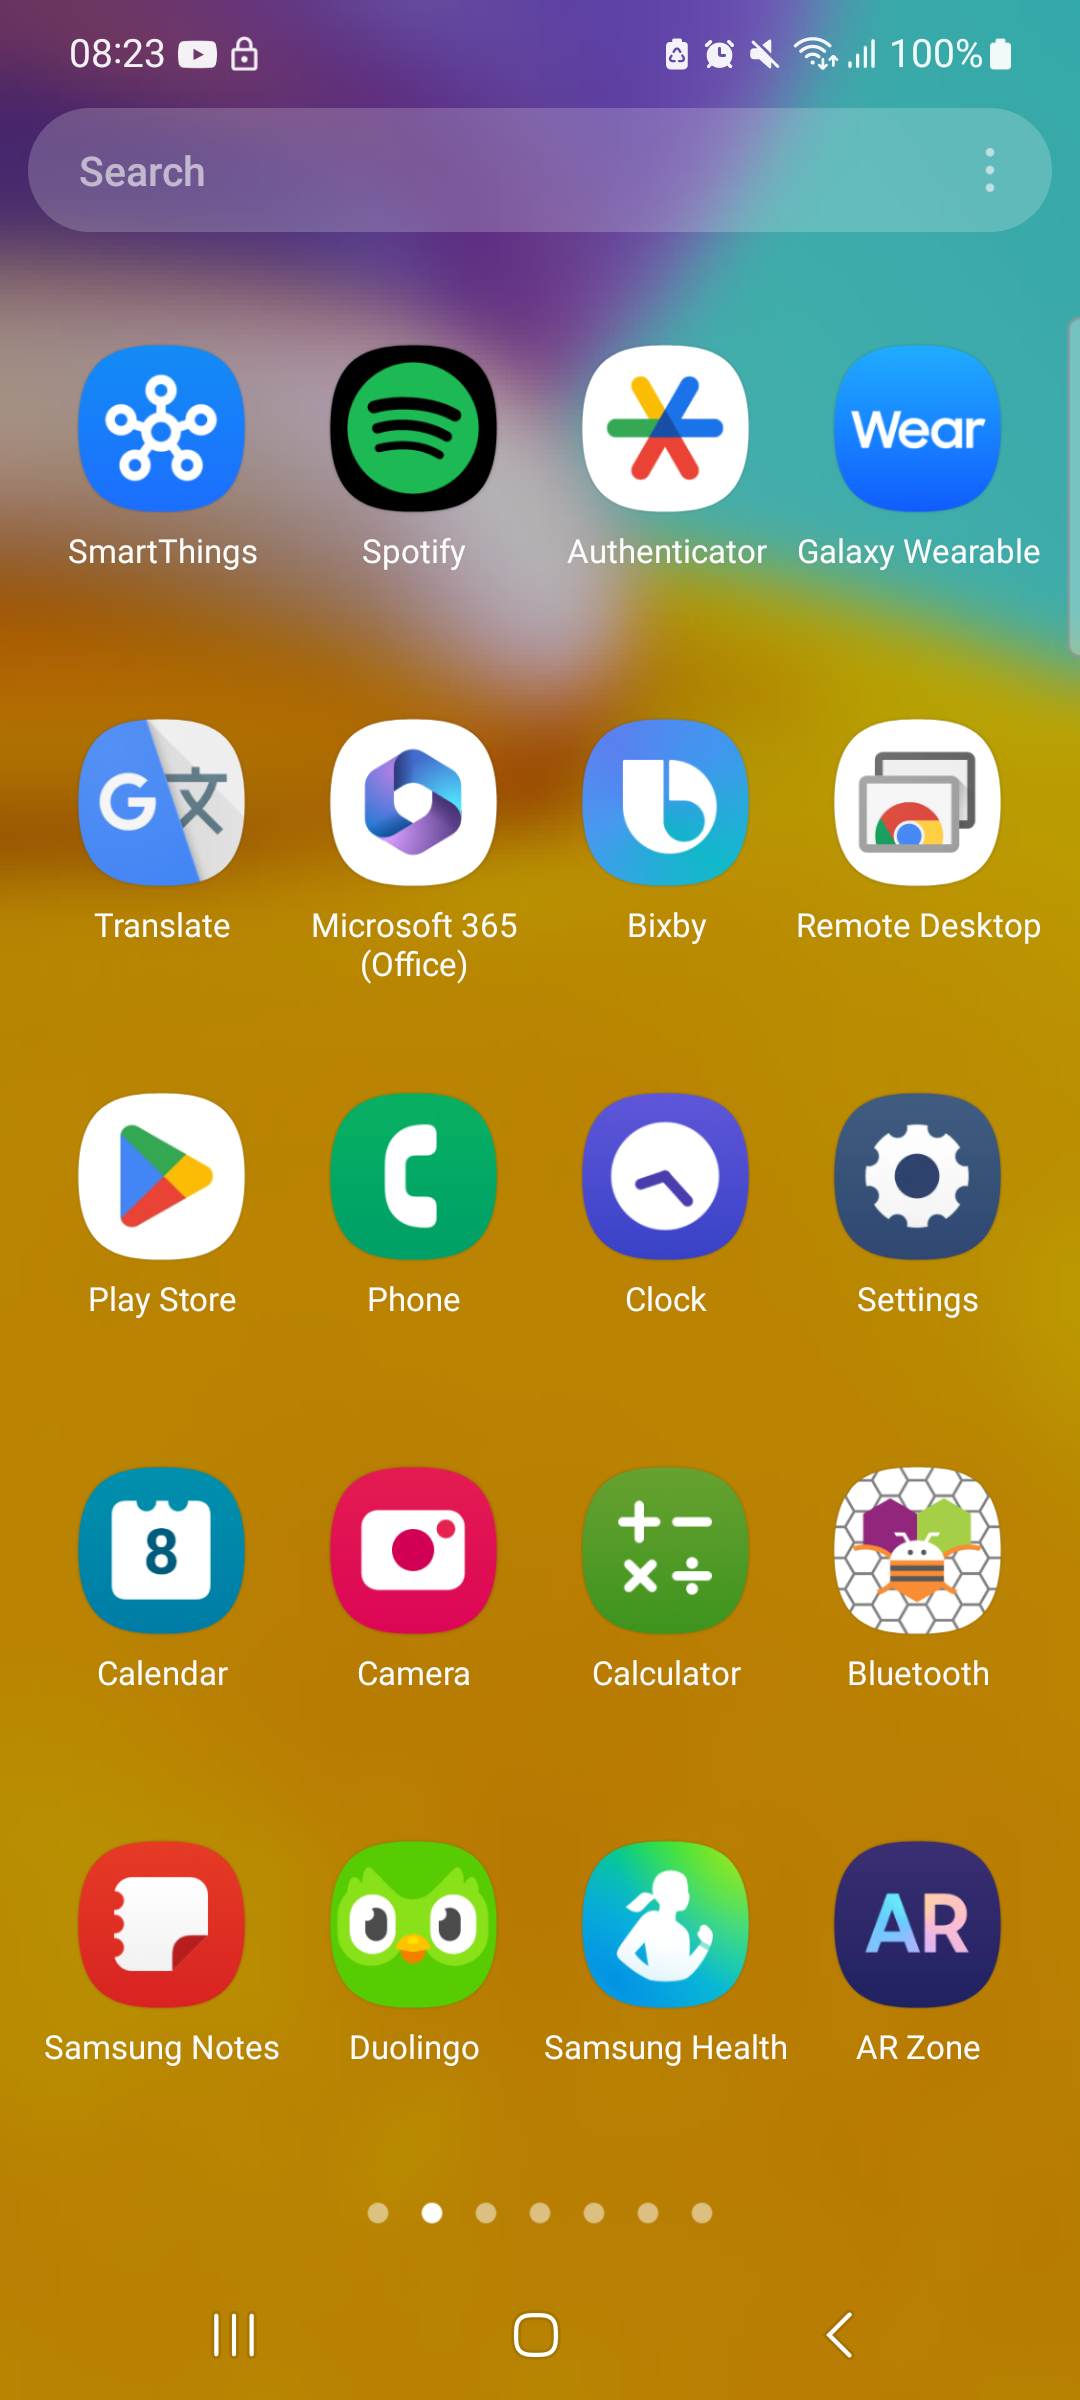 08:23 100%
Search
Wear
SmartThings Spotify Authenticator Galaxy Wearable
G 文
Translate Microsoft 365 Bixby Remote Desktop
(Office)
Play Store Phone Clock Settings
8
Calendar Camera Calculator Bluetooth
AR
Samsung Notes Duolingo Samsung Health AR Zone